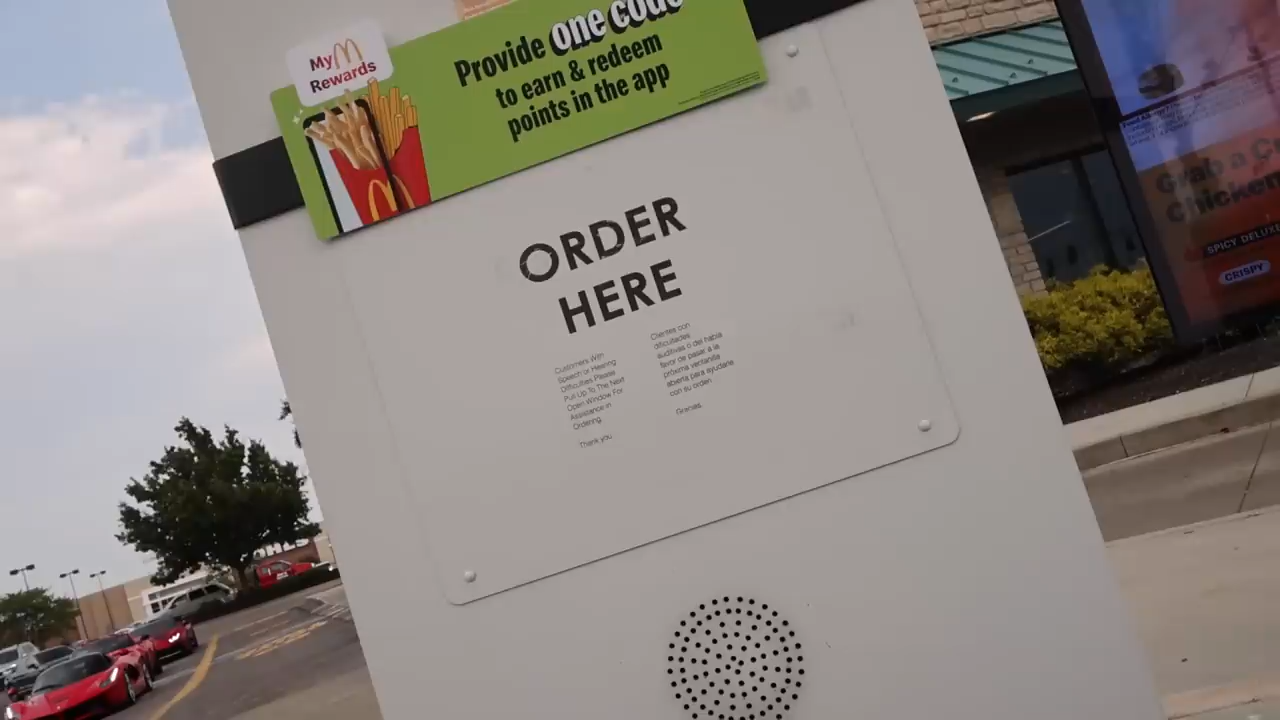 My
Rewards
Provide one code
to earn & redeem
points in the app
ORDER
HERE
Customers With
Speech or Hearing
Difficulties Please
Pull Up To The Next
Open Window For
Assistance in
Ordering
Thank you
Clientes con
dificultades
auditivas o del habla
favor de pasar a la
próxima ventanilla
abierta para ayudarle
con su orden
Gracias
Grab a
Chicken
SPICY DELUXE
CRISPY